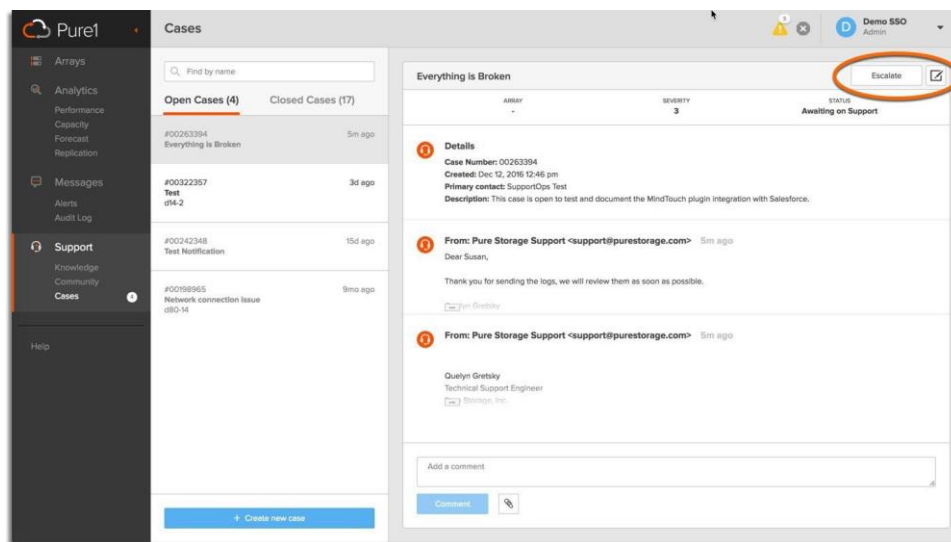 Pure1
Cases
3
D
Demo SSO
Admin
Arrays
Analytics
Performance
Capacity
Forecast
Replication
Messages
Alerts
Audit Log
Support
Knowledge
Community
Cases
4
Help
Find by name
Open Cases (4)
Closed Cases (17)
#00263394
5m ago
Everything is Broken
#00322357
3d ago
Test
d14-2
#00242348
15d ago
Test Notification
#00198965
9mo ago
Network connection issue
d80-14
+ Create new case
Everything is Broken
Escalate
ARRAY
-
SEVERITY
3
STATUS
Awaiting on Support
Details
Case Number: 00263394
Created: Dec 12, 2016 12:46 pm
Primary contact: SupportOps Test
Description: This case is open to test and document the MindTouch plugin integration with Salesforce.
From: Pure Storage Support <support@purestorage.com> 5m ago
Dear Susan,
Thank you for sending the logs, we will review them as soon as possible.
Gretsky
From: Pure Storage Support <support@purestorage.com> 5m ago
Quelyn Gretsky
Technical Support Engineer
Storage, Inc.
Add a comment
Comment